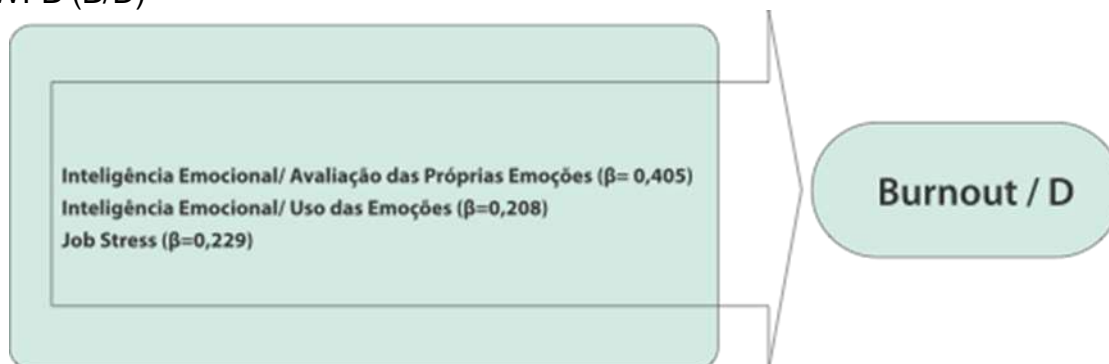 Inteligência Emocional/ Avaliação das Próprias Emoções (β= 0,405)
Inteligência Emocional/ Uso das Emoções (β=0,208)
Job Stress (β=0,229)
Burnout / D